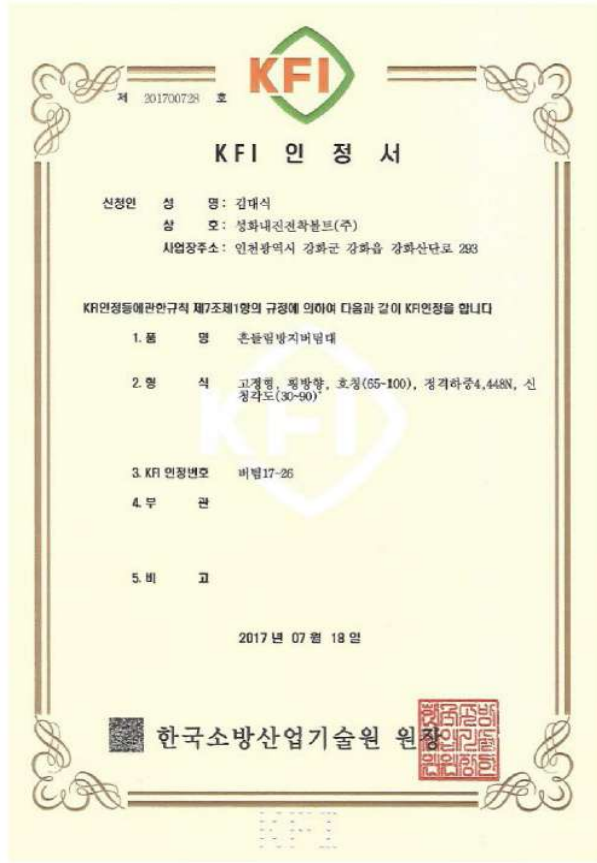 KFI
제 201700728 호
KFI 인 정 서
신청인 성 명: 김대식
상 호: 성화내진전착볼트(주)
사업장주소: 인천광역시 강화군 강화읍 강화산단로 293
KFI인정등에관한규칙 제7조제1항의 규정에 의하여 다음과 같이 KFI인정을 합니다
1. 품 명 흔들림방지버팀대
2. 형 식 고정형, 횡방향, 호칭(65-100), 정격하중4,448N, 신
청각도(30~90)°
KFI
3. KFI 인정번호 버팀17-26
4. 부 관
5. 비 고
2017 년 07 월 18 일
한국소방산업기술원 원장
KFI